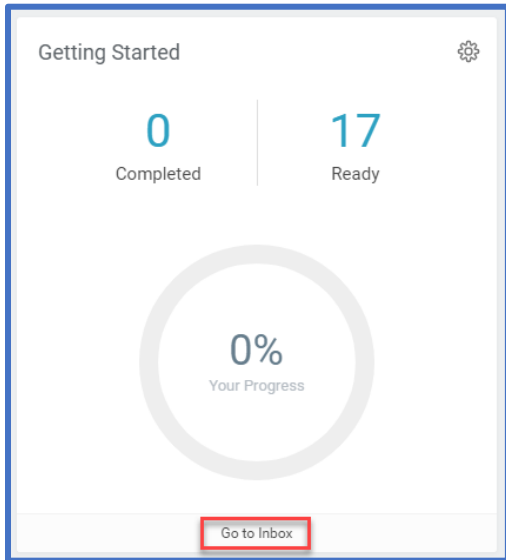 Getting Started
0 17
Completed Ready
0%
Your Progress
Go to Inbox